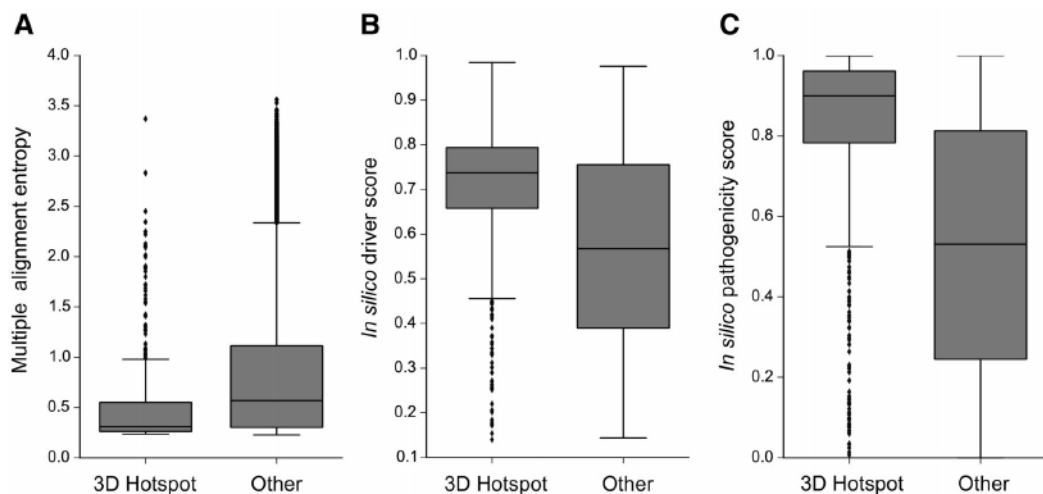 A
Multiple alignment entropy
4.0
3.5
3.0
2.5
2.0
1.5
1.0
0.5
0.0
3D Hotspot
Other
B
In silico driver score
1.0
0.9
0.8
0.7
0.6
0.5
0.4
0.3
0.2
0.1
3D Hotspot
Other
C
In silico pathogenicity score
1.0
0.8
0.6
0.4
0.2
0.0
3D Hotspot
Other